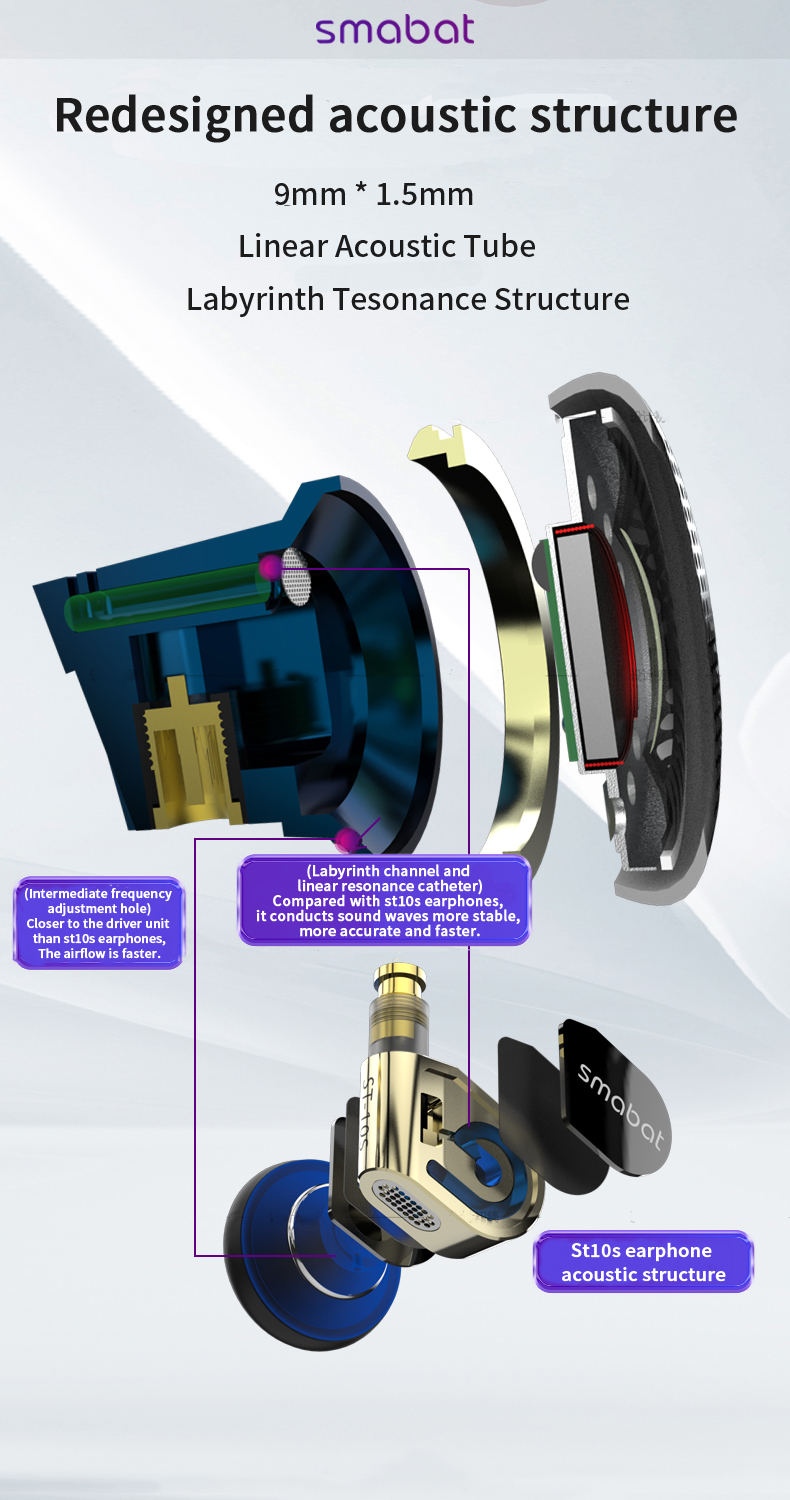 smabat
Redesigned acoustic structure
9mm * 1.5mm
Linear Acoustic Tube
Labyrinth Tesonance Structure
(Intermediate frequency
adjustment hole)
Closer to the driver unit
than st10s earphones,
The airflow is faster.
(Labyrinth channel and
linear resonance catheter)
Compared with st10s earphones,
it conducts sound waves more stable,
more accurate and faster.
ST-10S
smabat
St10s earphone
acoustic structure